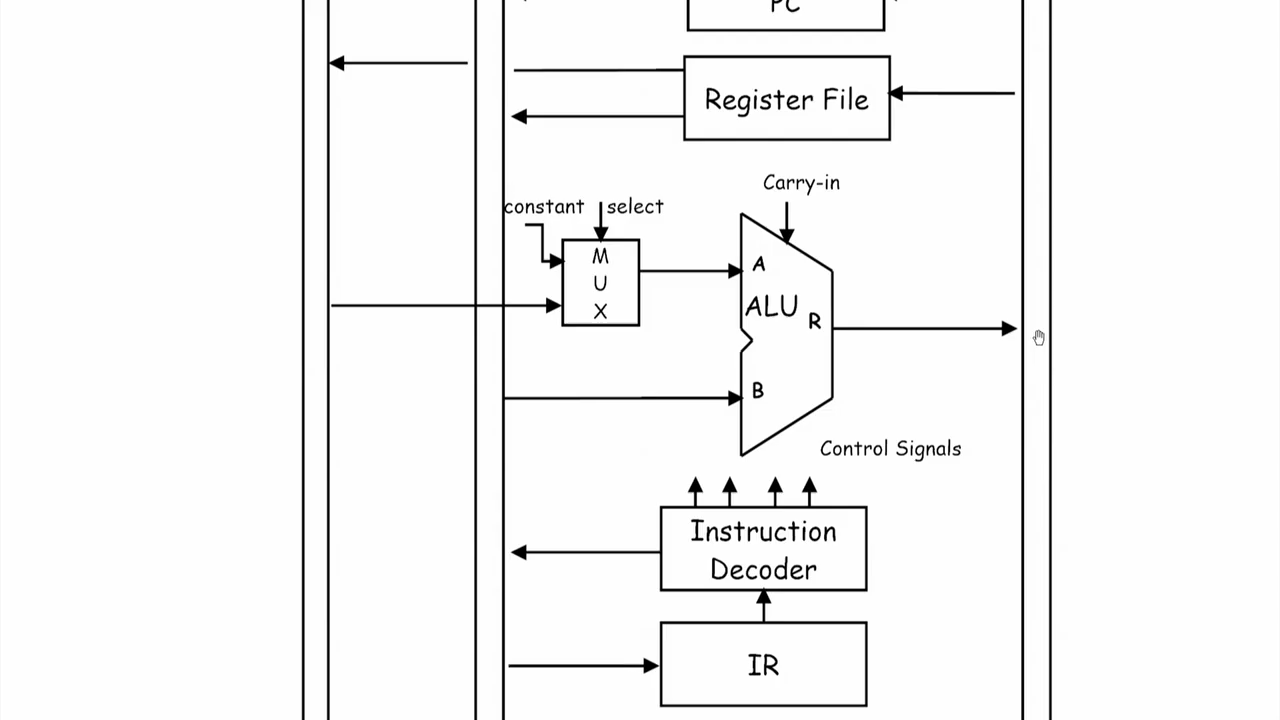 PC
Register File
Carry-in
constant
select
M
U
X
A
ALU
R
B
Control Signals
Instruction
Decoder
IR